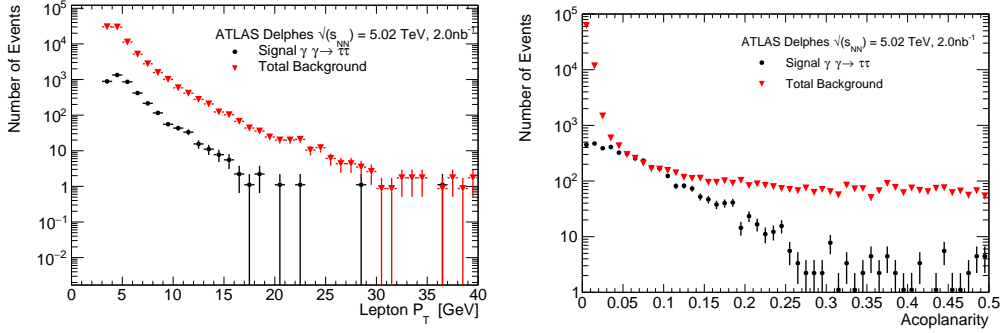 Number of Events
10⁵
10⁴
10³
10²
10
1
10⁻¹
10⁻²
ATLAS Delphes √(s_NN) = 5.02 TeV, 2.0nb⁻¹
Signal γ γ→ ττ
Total Background
0 5 10 15 20 25 30 35 40
Lepton P_T [GeV]
Number of Events
10⁵
10⁴
10³
10²
10
1
ATLAS Delphes √(s_NN) = 5.02 TeV, 2.0nb⁻¹
Signal γ γ→ ττ
Total Background
0 0.05 0.1 0.15 0.2 0.25 0.3 0.35 0.4 0.45 0.5
Acoplanarity